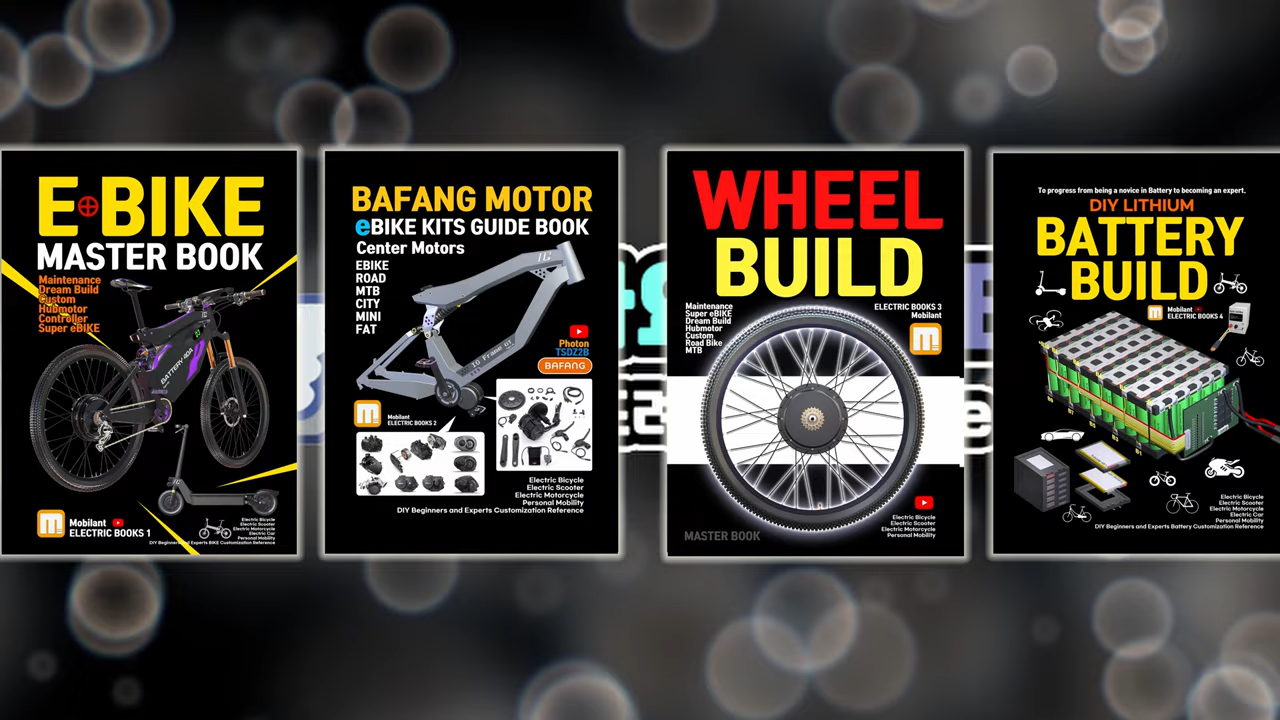 E BIKE
MASTER BOOK
Maintenance
Dream Build
Custom
Hubmotor
Controller
Super eBIKE
BATTERY 40A
Mobilant
ELECTRIC BOOKS 1
Electric Bicycle
Electric Scooter
Electric Motorcycle
Electric Car
Personal Mobility
DIY Beginners and Experts BIKE Customization Reference
BAFANG MOTOR
eBIKE KITS GUIDE BOOK
Center Motors
EBIKE
ROAD
MTB
CITY
MINI
FAT
Photon
TSDZ2B
BAFANG
m
Mobilant
ELECTRIC BOOKS 2
Electric Bicycle
Electric Scooter
Electric Motorcycle
Personal Mobility
DIY Beginners and Experts Customization Reference
WHEEL
BUILD
Maintenance
Super eBIKE
Dream Build
Hubmotor
Custom
Road Bike
MTB
ELECTRIC BOOKS 3
Mobilant
m
Electric Bicycle
Electric Scooter
Electric Motorcycle
Personal Mobility
MASTER BOOK
To progress from being a novice in Battery to becoming an expert.
DIY LITHIUM
BATTERY
BUILD
Mobilant
ELECTRIC BOOKS 4
Electric Bicycle
Electric Scooter
Electric Motorcycle
Electric Car
Personal Mobility
DIY Beginners and Experts Battery Customization Reference